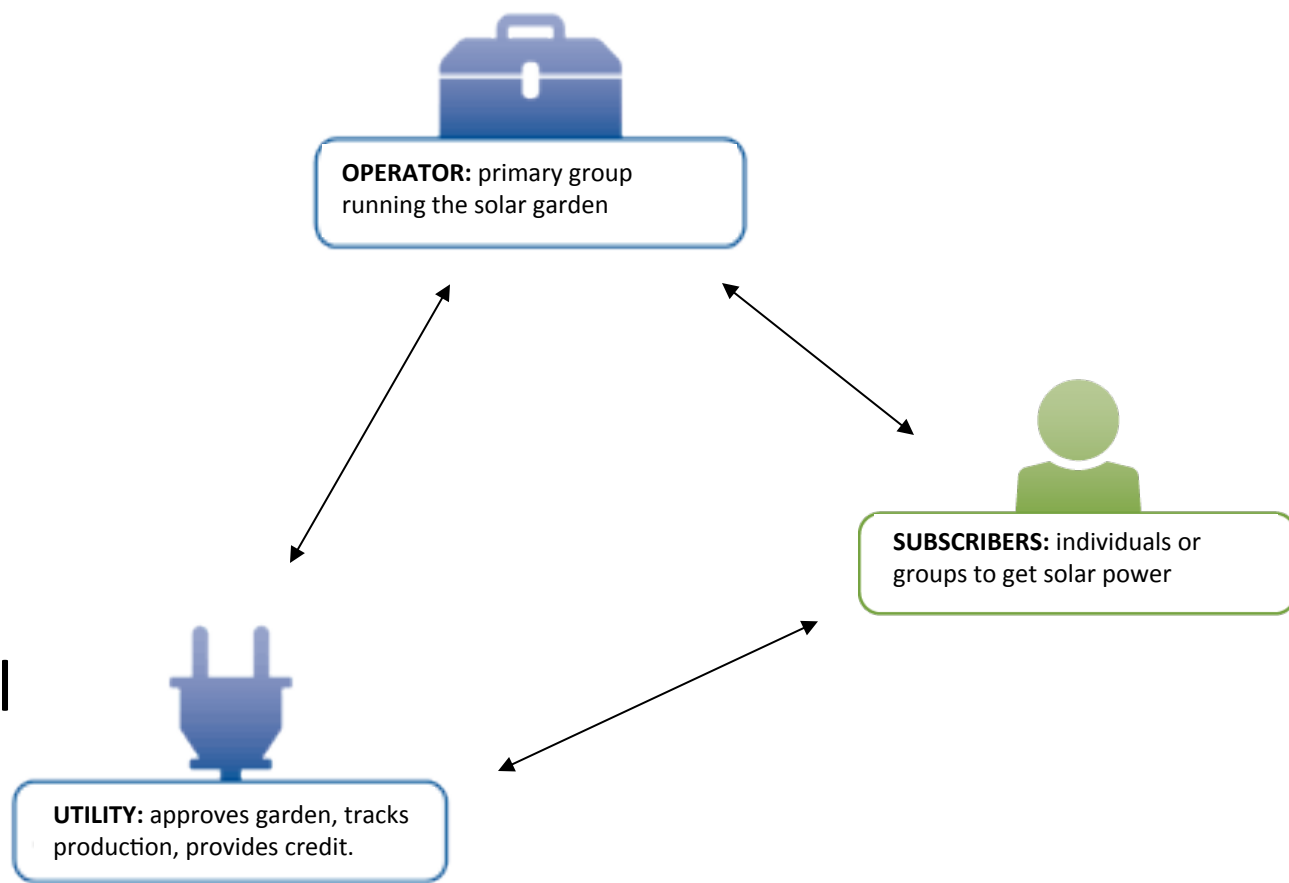 OPERATOR: primary group
running the solar garden
SUBSCRIBERS: individuals or
groups to get solar power
UTILITY: approves garden, tracks
production, provides credit.